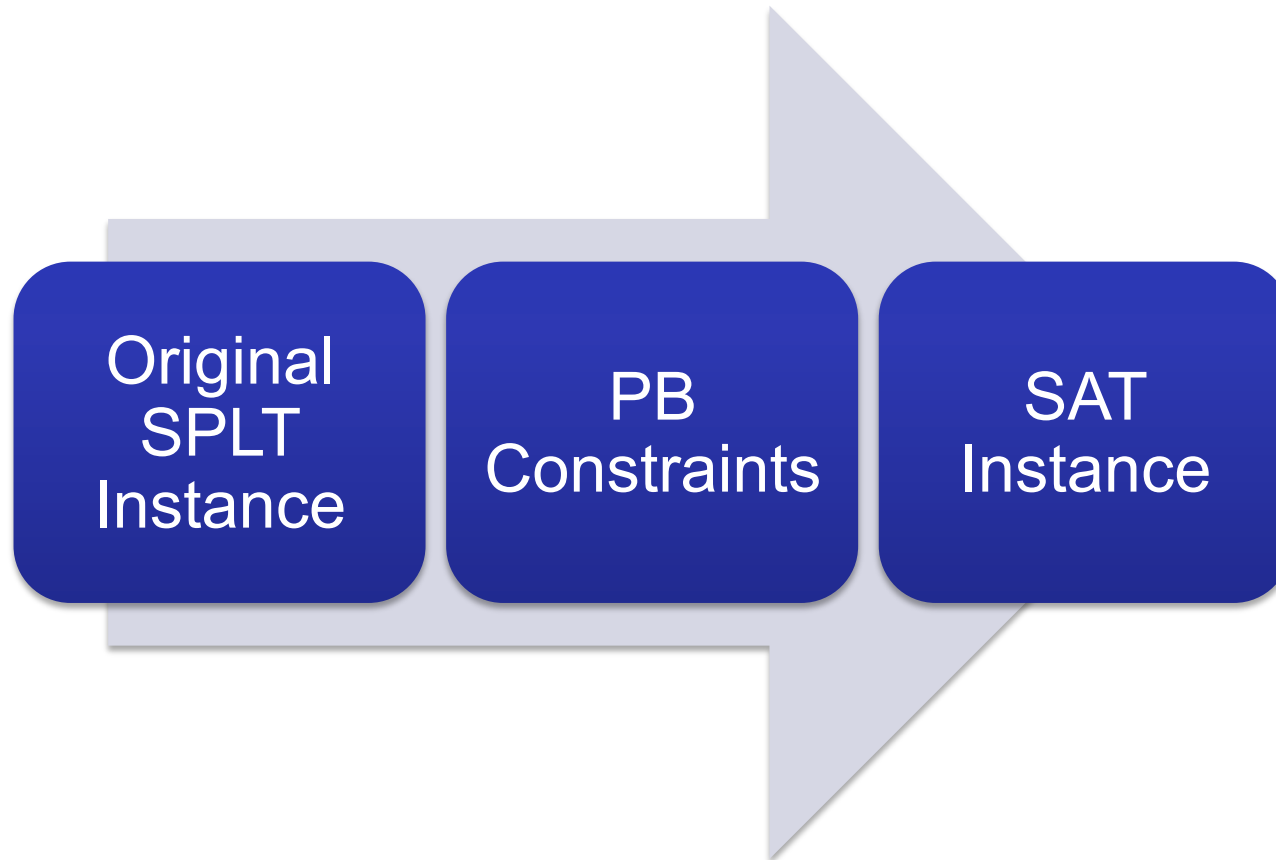 Original
SPLT
Instance
PB
Constraints
SAT
Instance